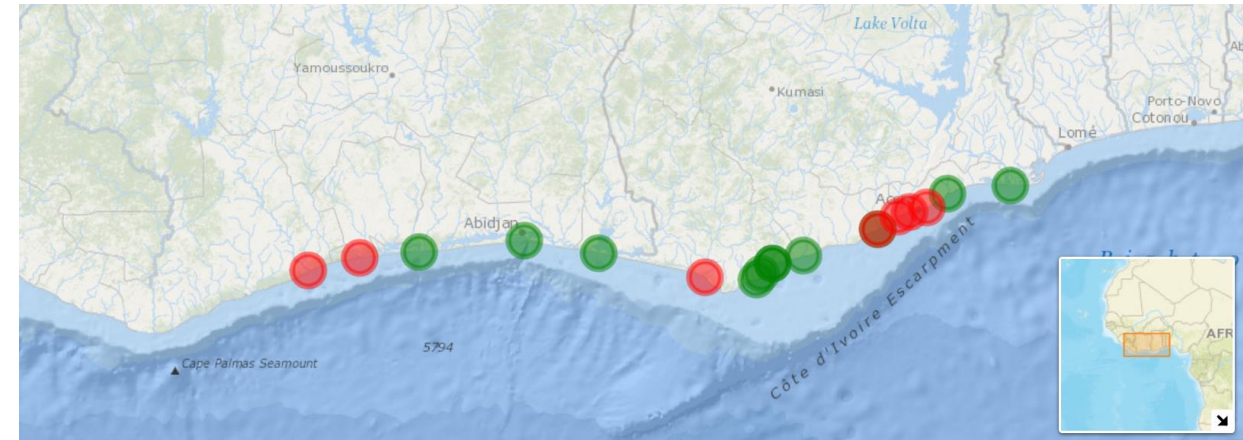 Lake Volta
Yamoussoukro
Kumasi
Porto-Novo
Cotonou
Lomé
Abidjan
Côte d'Ivoire Escarpment
5794
Cape Palmas Seamount
AFR